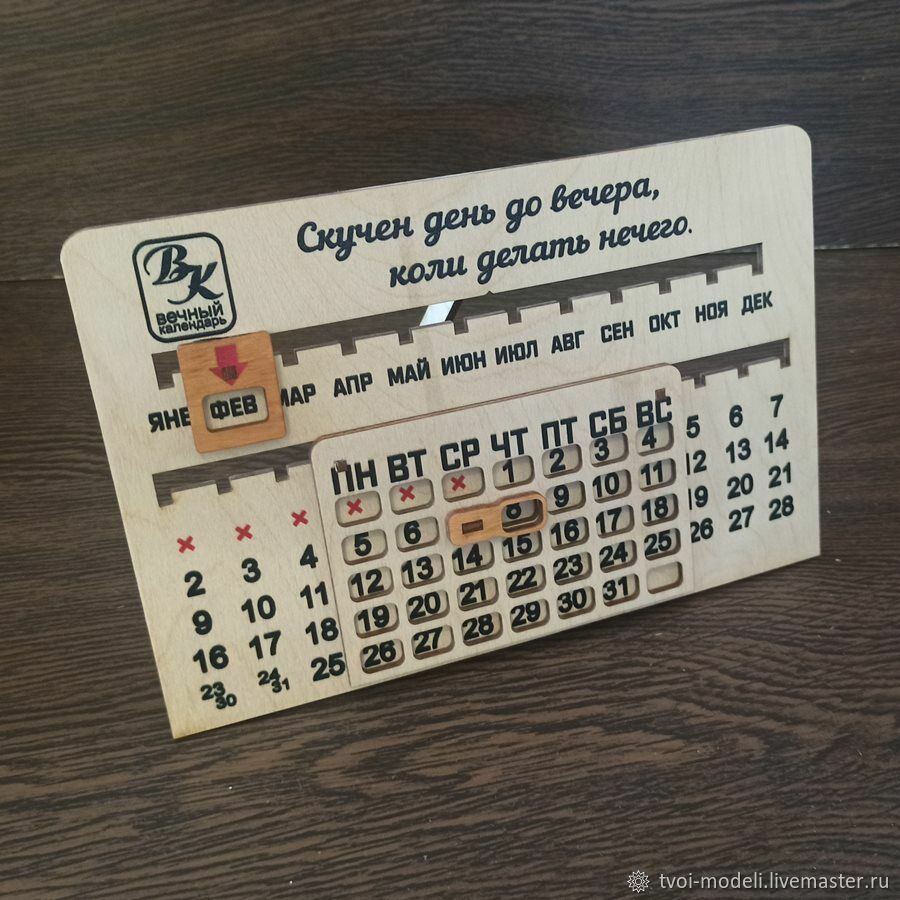 Скучен день до вечера,
коли делать нечего.
ВК
вечный
календарь
ЯНВ ФЕВ МАР АПР МАЙ ИЮН ИЮЛ АВГ СЕН ОКТ НОЯ ДЕК
ПН ВТ СР ЧТ ПТ СБ ВС
× × × × × × 1 2 3 4 5 6 7
2 3 4 5 6 8 9 10 11 12 13 14
9 10 11 12 13 14 15 16 17 18 19 20 21
16 17 18 19 20 21 22 23 24 25 26 27 28
23 30 24 31 25 26 27 28 29 30 31
tvoi-modeli.livemaster.ru